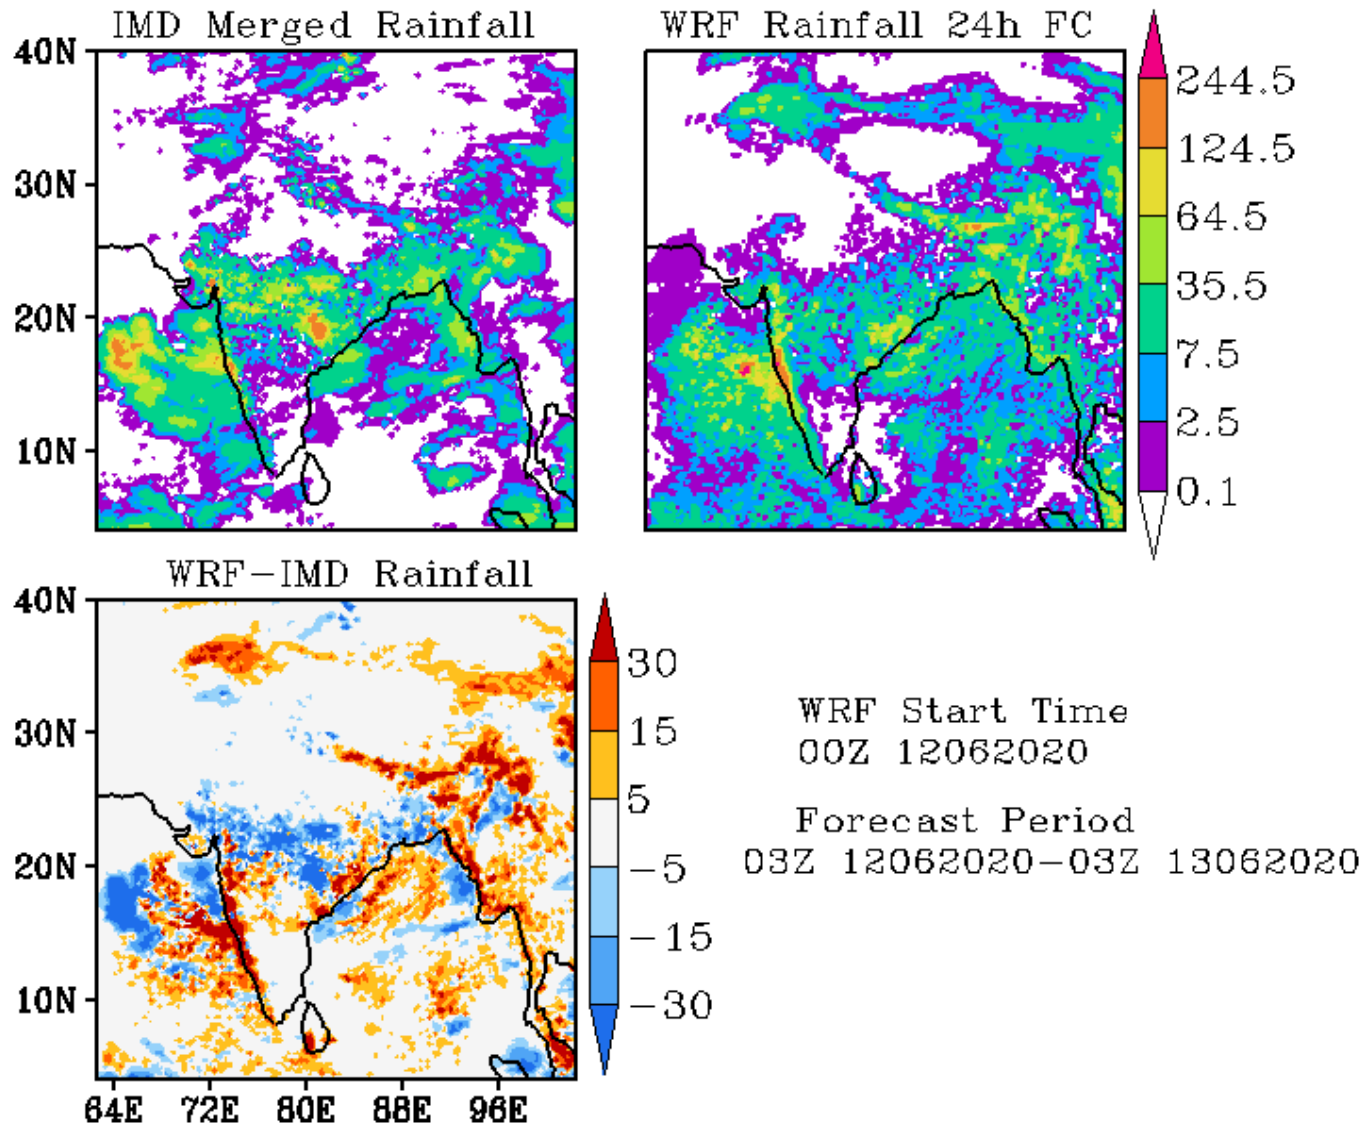 IMD Merged Rainfall
WRF Rainfall 24h FC
40N
30N
20N
10N
244.5
124.5
64.5
35.5
7.5
2.5
0.1
WRF-IMD Rainfall
40N
30N
20N
10N
64E 72E 80E 88E 96E
30
15
5
-5
-15
-30
WRF Start Time
00Z 12062020
Forecast Period
03Z 12062020-03Z 13062020